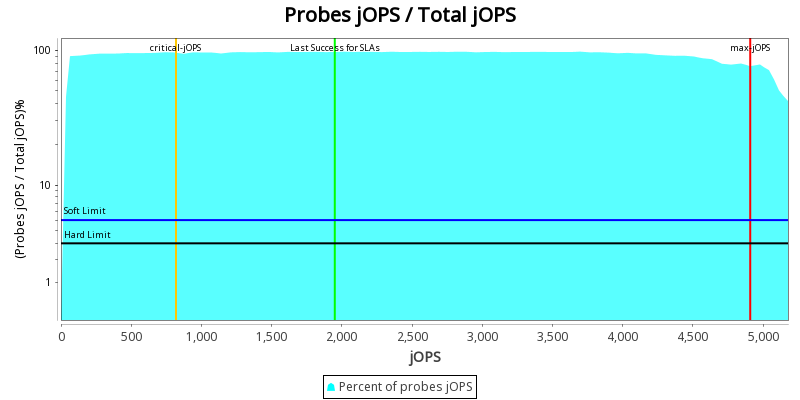 Probes jOPS / Total jOPS
(Probes jOPS / Total jOPS)%
100
10
1
critical-jOPS
Last Success for SLAs
max-jOPS
Soft Limit
Hard Limit
0 500 1,000 1,500 2,000 2,500 3,000 3,500 4,000 4,500 5,000
jOPS
Percent of probes jOPS